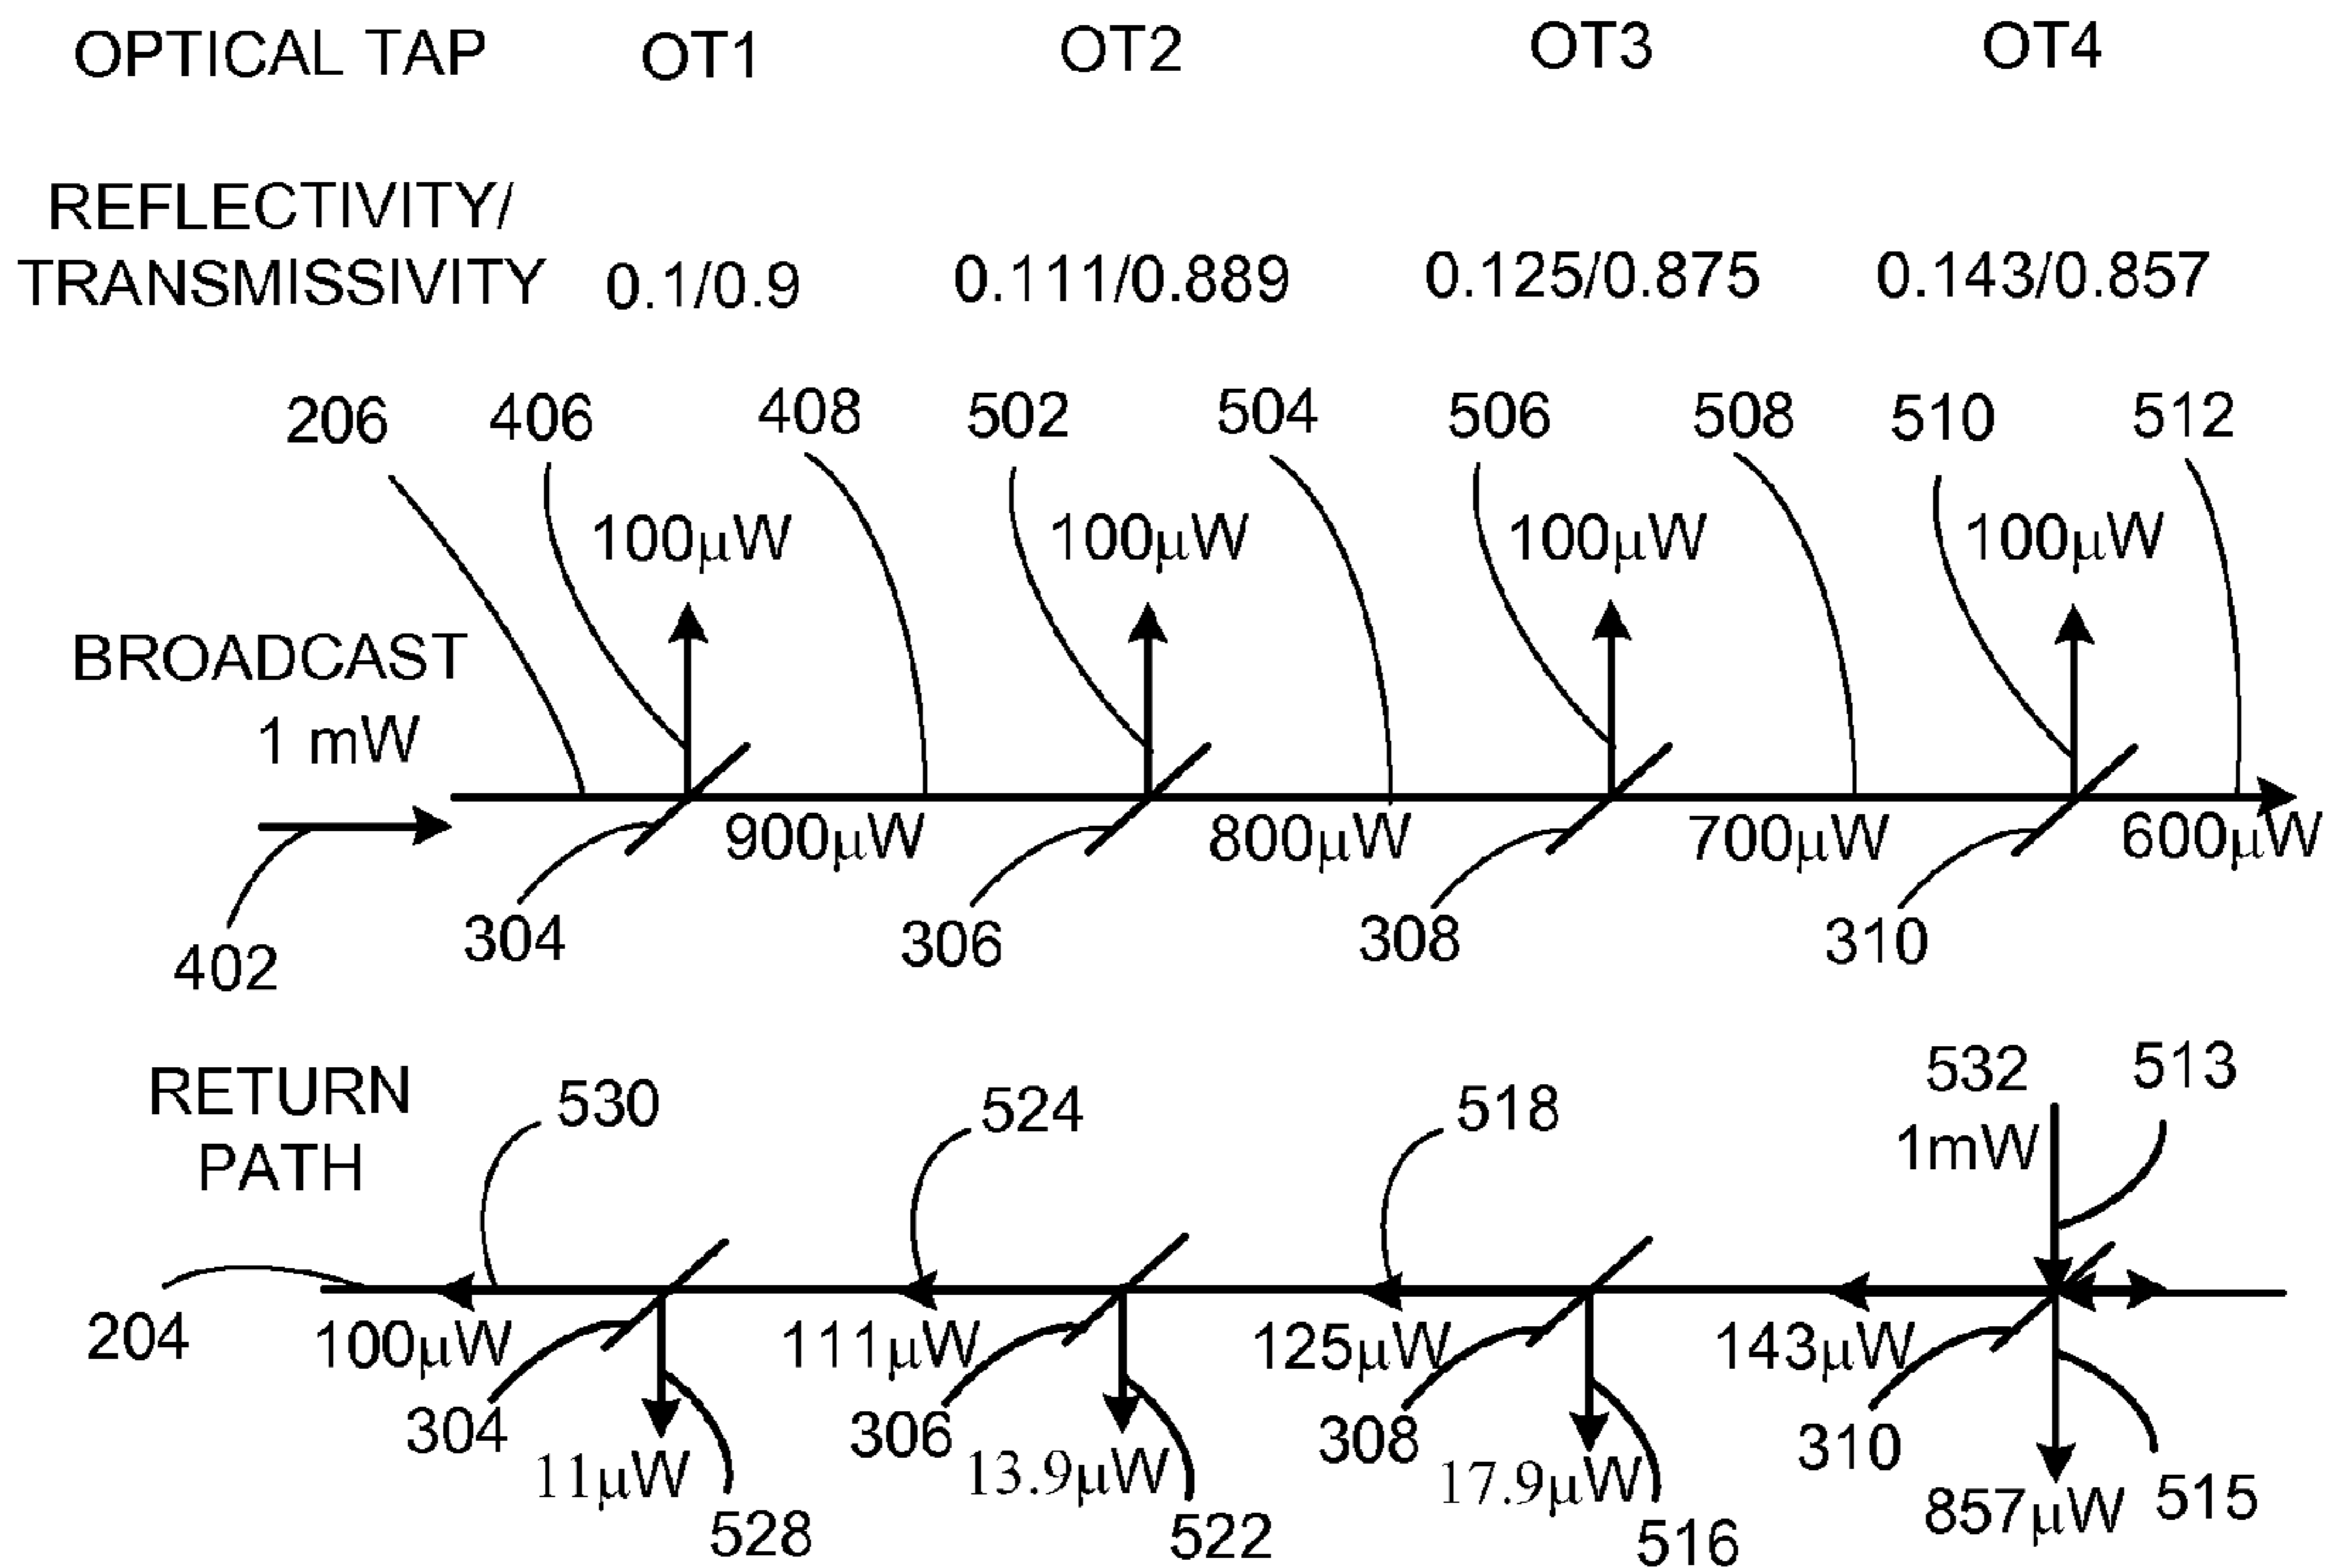 OPTICAL TAP OT1 OT2 OT3 OT4
REFLECTIVITY/
TRANSMISSIVITY 0.1/0.9 0.111/0.889 0.125/0.875 0.143/0.857
206 406 408 502 504 506 508 510 512
100μW 100μW 100μW 100μW
BROADCAST
1 mW
900μW 800μW 700μW 600μW
402 304 306 308 310
RETURN
PATH
530 524 518 532 513
1mW
204 100μW 111μW 125μW 143μW
304 306 308 310
11μW 13.9μW 17.9μW 857μW
528 522 516 515